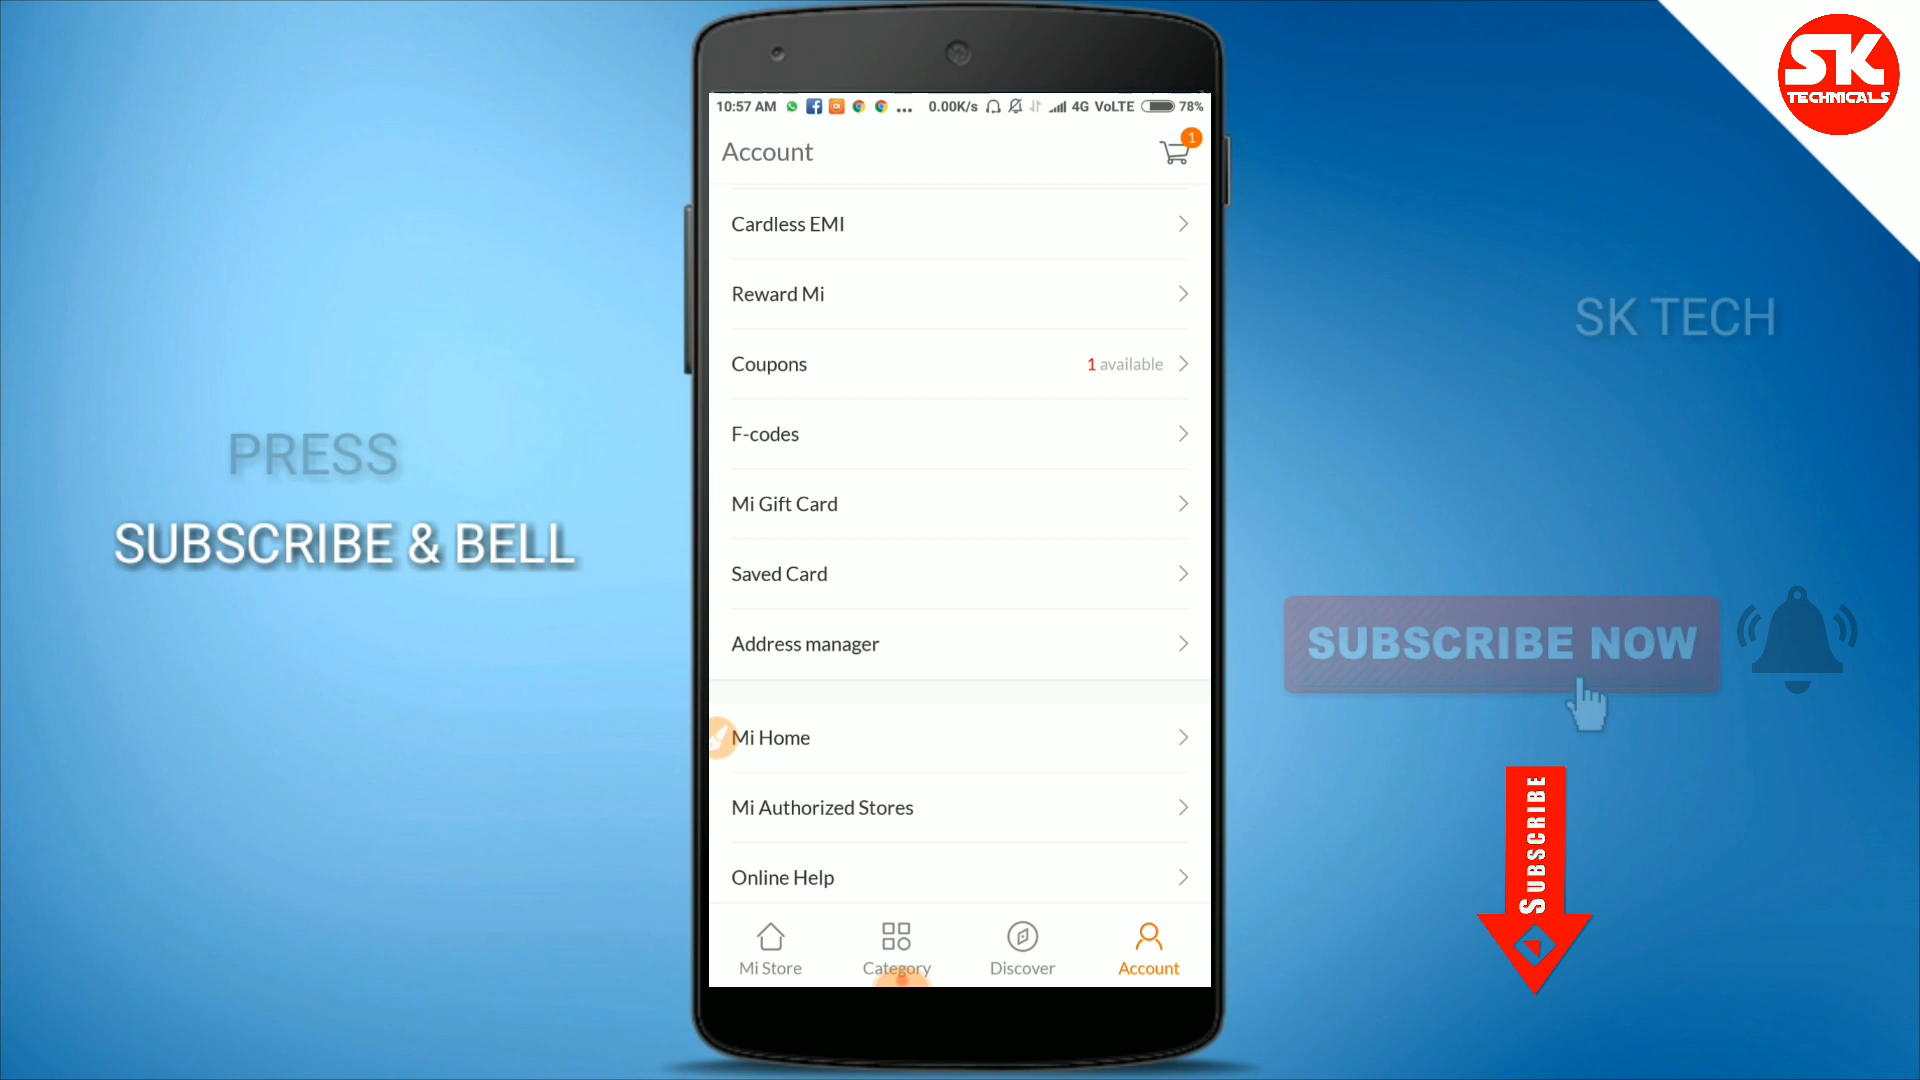 SK
TECHNICALS
10:57 AM ... 0.00K/s 4G VoLTE 78%
Account
1
Cardless EMI
Reward Mi
Coupons 1 available
F-codes
Mi Gift Card
Saved Card
Address manager
Mi Home
Mi Authorized Stores
Online Help
Mi Store Category Discover Account
PRESS
SUBSCRIBE & BELL
SK TECH
SUBSCRIBE NOW
SUBSCRIBE